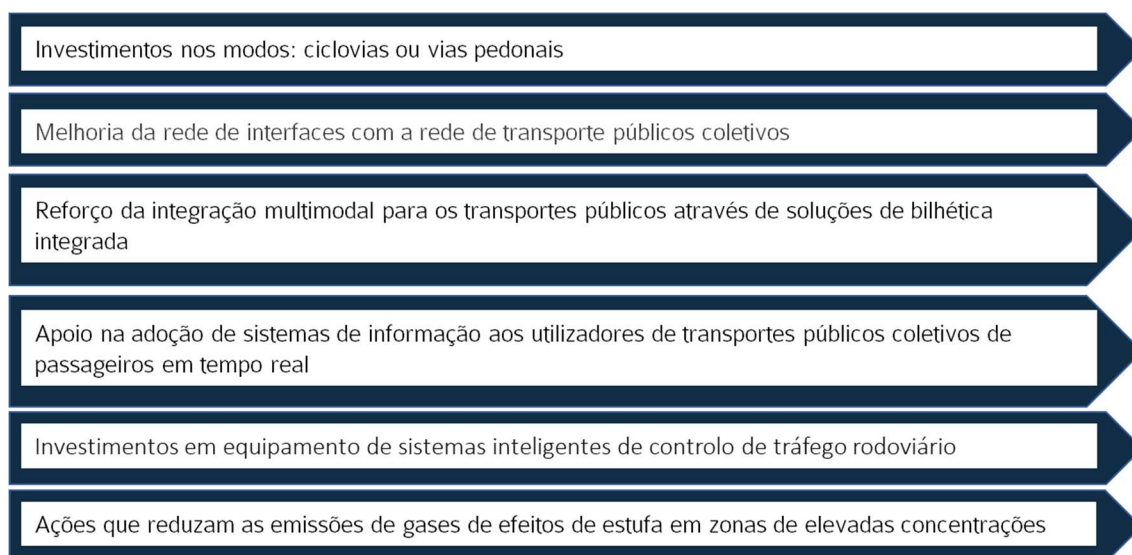 Investimentos nos modos: ciclovias ou vias pedonais
Melhoria da rede de interfaces com a rede de transporte públicos coletivos
Reforço da integração multimodal para os transportes públicos através de soluções de bilhética
integrada
Apoio na adoção de sistemas de informação aos utilizadores de transportes públicos coletivos de
passageiros em tempo real
Investimentos em equipamento de sistemas inteligentes de controlo de tráfego rodoviário
Ações que reduzam as emissões de gases de efeitos de estufa em zonas de elevadas concentrações